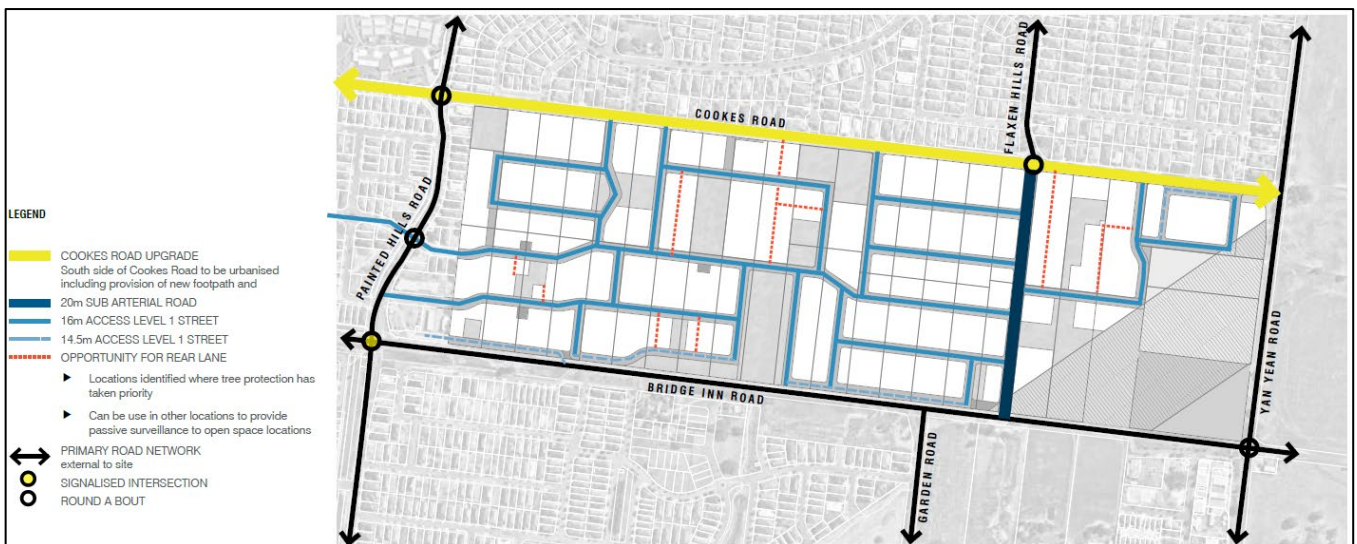 LEGEND
COOKES ROAD UPGRADE
South side of Cookes Road to be urbanised
including provision of new footpath and
20m SUB ARTERIAL ROAD
16m ACCESS LEVEL 1 STREET
14.5m ACCESS LEVEL 1 STREET
OPPORTUNITY FOR REAR LANE
Locations identified where tree protection has
taken priority
Can be use in other locations to provide
passive surveillance to open space locations
PRIMARY ROAD NETWORK
external to site
SIGNALISED INTERSECTION
ROUND A BOUT
PAINTED HILLS ROAD
COOKES ROAD
FLAXEN HILLS ROAD
BRIDGE INN ROAD
GARDEN ROAD
YAN YEAN ROAD